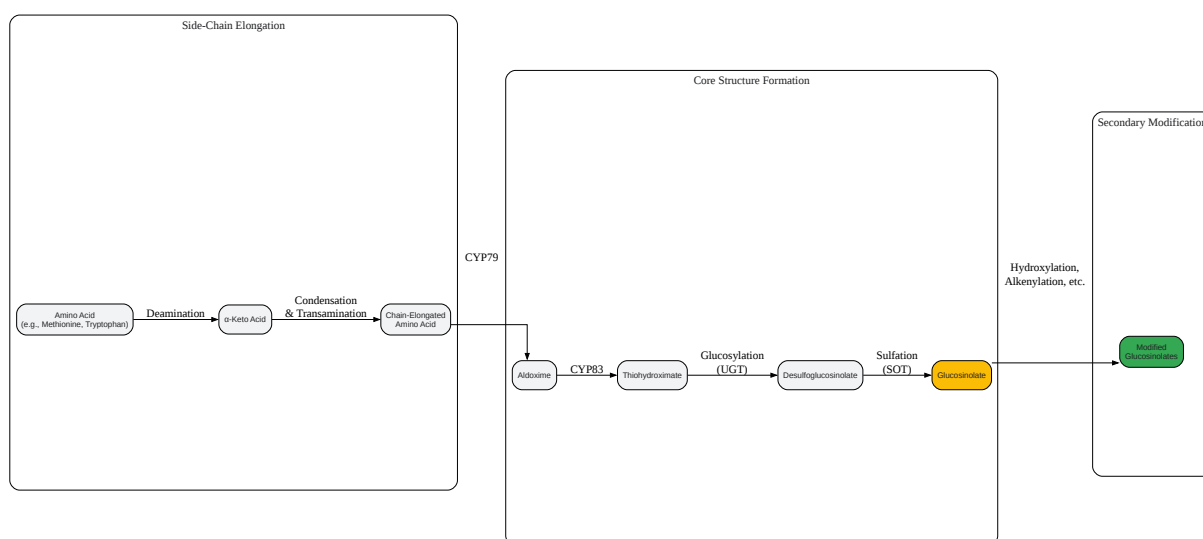 Side-Chain Elongation
Amino Acid
(e.g., Methionine, Tryptophan)
Deamination
α-Keto Acid
Condensation
& Transamination
Chain-Elongated
Amino Acid
CYP79
Core Structure Formation
Aldoxime
CYP83
Thiohydroximate
Glucosylation
(UGT)
Desulfoglucosinolate
Sulfation
(SOT)
Glucosinolate
Hydroxylation,
Alkenylation, etc.
Secondary Modification
Modified
Glucosinolates